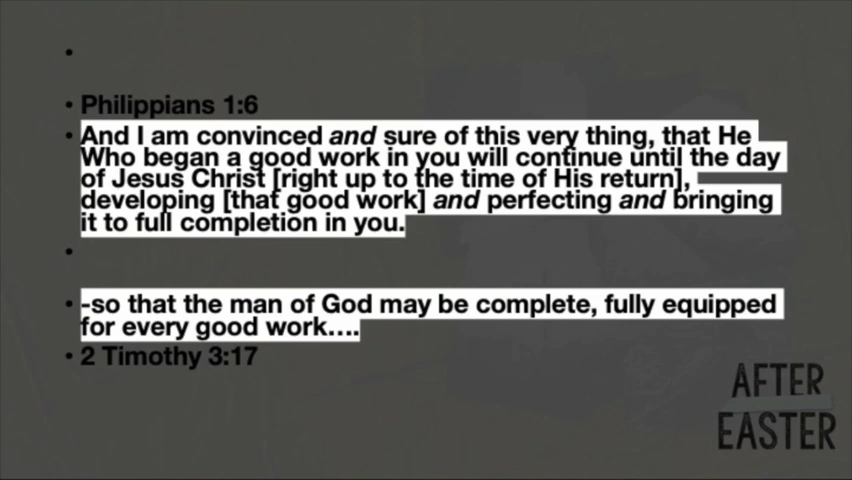 • Philippians 1:6
• And I am convinced and sure of this very thing, that He
Who began a good work in you will continue until the day
of Jesus Christ [right up to the time of His return],
developing [that good work] and perfecting and bringing
it to full completion in you.
• -so that the man of God may be complete, fully equipped
for every good work….
• 2 Timothy 3:17
AFTER
EASTER